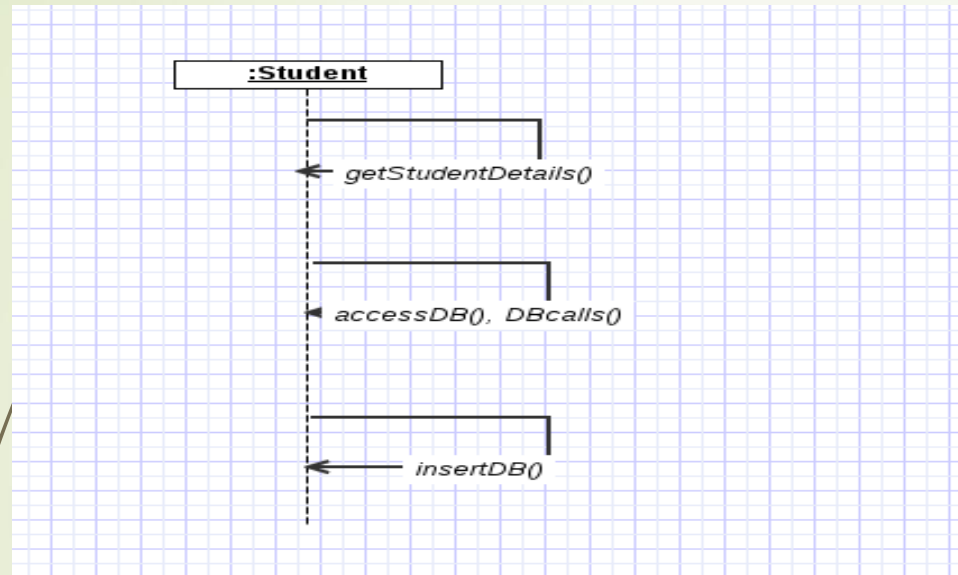 :Student
getStudentDetails()
accessDB(), DBcalls()
insertDB()